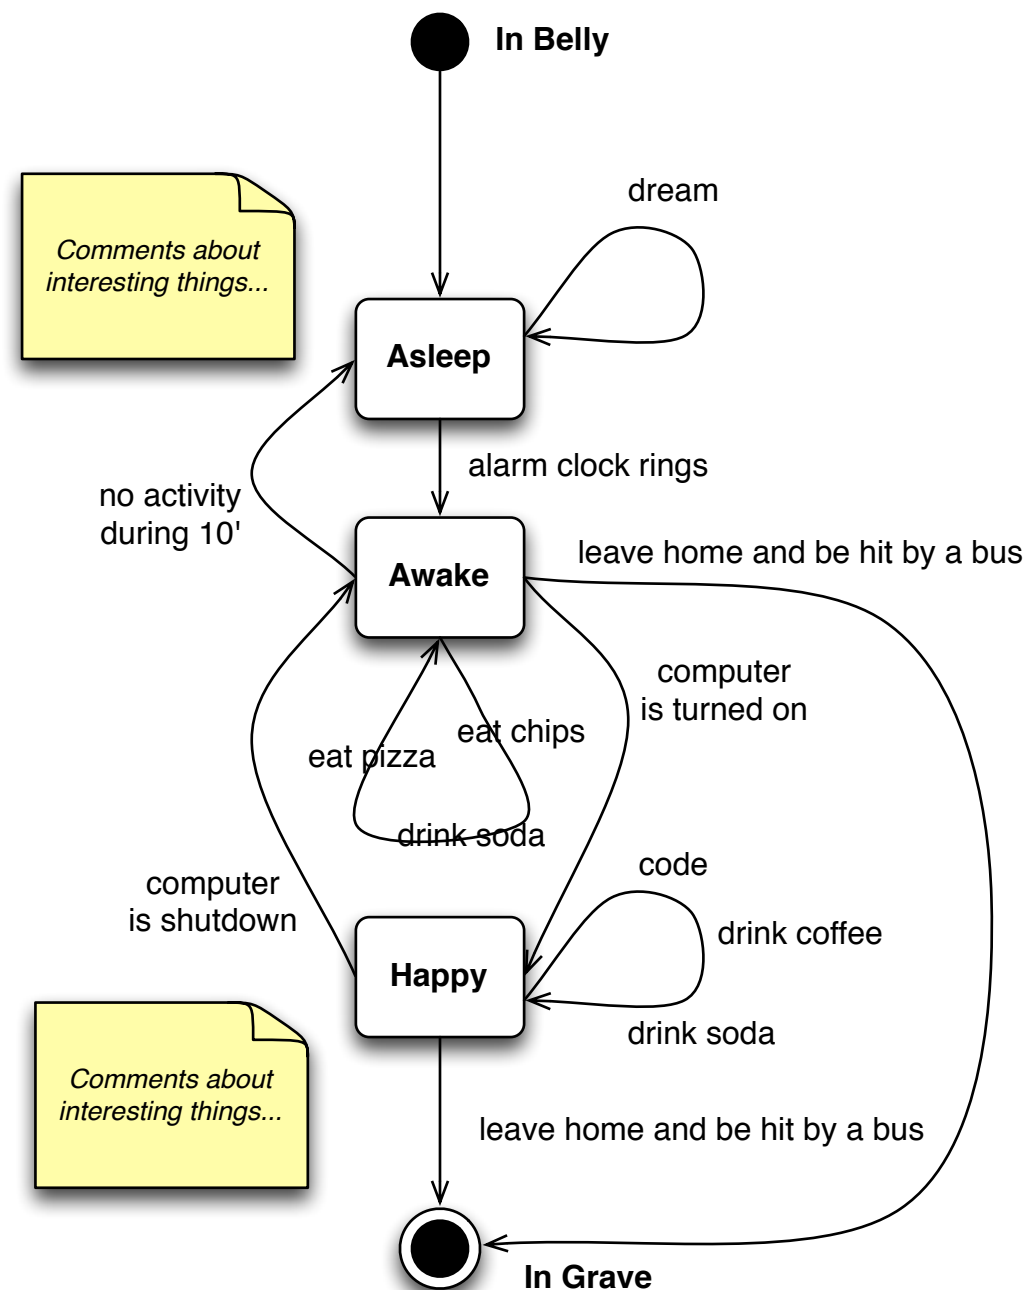 In Belly
dream
Comments about
interesting things...
Asleep
alarm clock rings
no activity
during 10'
leave home and be hit by a bus
Awake
computer
is turned on
eat chips
eat pizza
drink soda
code
computer
is shutdown
drink coffee
Happy
drink soda
Comments about
interesting things...
leave home and be hit by a bus
In Grave